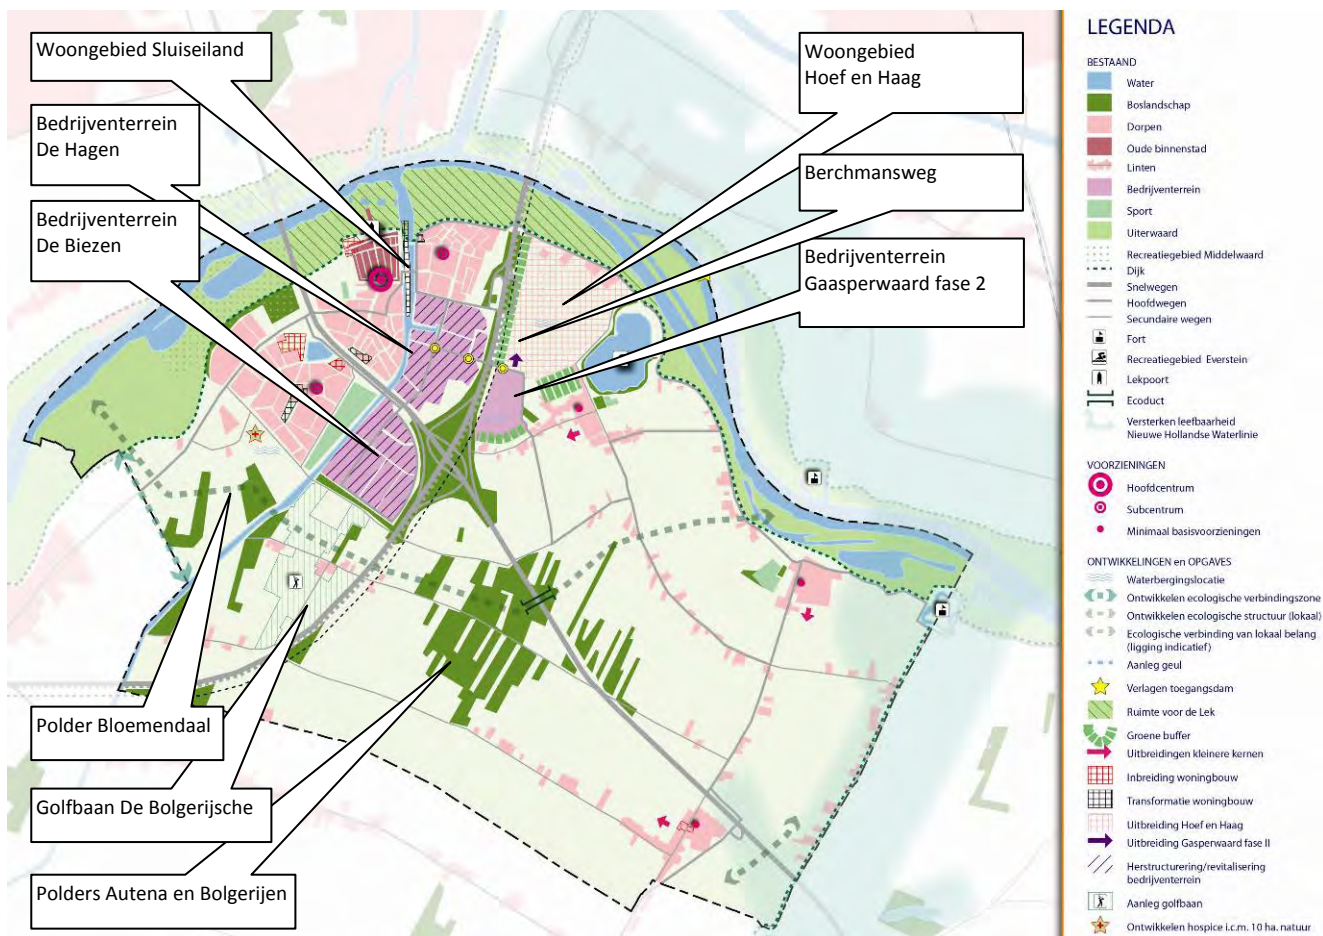 Woongebied Sluiseiland
Bedrijventerrein
De Hagen
Bedrijventerrein
De Biezen
Woongebied
Hoef en Haag
Berchmansweg
Bedrijventerrein
Gaasperwaard fase 2
Polder Bloemendaal
Golfbaan De Bolgerijsche
Polders Autena en Bolgerijen
LEGENDA
BESTAAND
Water
Boslandschap
Dorpen
Oude binnenstad
Linten
Bedrijventerrein
Sport
Uiterwaard
Recreatiegebied Middelwaard
Dijk
Snelwegen
Hoofdwegen
Secundaire wegen
Fort
Recreatiegebied Everstein
Lekpoort
Ecoduct
Versterken leefbaarheid
Nieuwe Hollandse Waterlinie
VOORZIENINGEN
Hoofdcentrum
Subcentrum
Minimaal basisvoorzieningen
ONTWIKKELINGEN en OPGAVES
Waterbergingslocatie
Ontwikkelen ecologische verbindingszone
Ontwikkelen ecologische structuur (lokaal)
Ecologische verbinding van lokaal belang
(ligging indicatief)
Aanleg geul
Verlagen toegangsdam
Ruimte voor de Lek
Groene buffer
Uitbreidingen kleinere kernen
Inbreiding woningbouw
Transformatie woningbouw
Uitbreiding Hoef en Haag
Uitbreiding Gasperwaard fase II
Herstructurering/revitalisering
bedrijventerrein
Aanleg golfbaan
Ontwikkelen hospice i.c.m. 10 ha. natuur